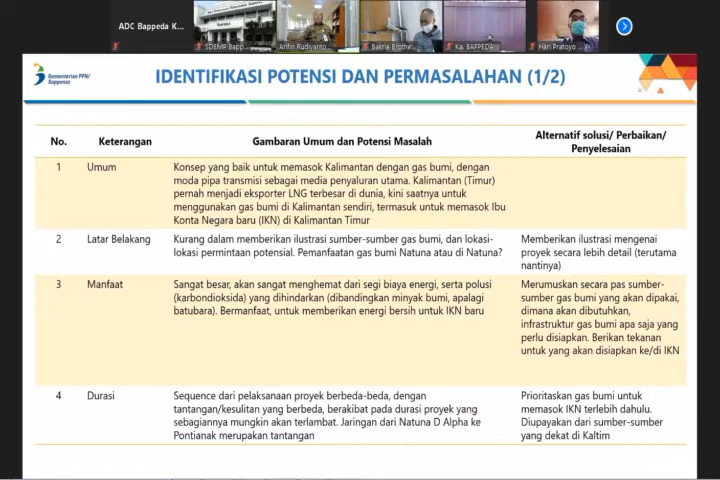 ADC Bappeda K...
SDEMP Bapp...
Arifin Rudiyanto
Bakrie Brothe...
Ka. BAPPEDA
Hari Pratoyo
Kementerian PPN/
Bappenas
IDENTIFIKASI POTENSI DAN PERMASALAHAN (1/2)
No.
Keterangan
Gambaran Umum dan Potensi Masalah
Alternatif solusi/ Perbaikan/
Penyelesaian
1
Umum
Konsep yang baik untuk memasok Kalimantan dengan gas bumi, dengan
moda pipa transmisi sebagai media penyaluran utama. Kalimantan (Timur)
pernah menjadi eksporter LNG terbesar di dunia, kini saatnya untuk
menggunakan gas bumi di Kalimantan sendiri, termasuk untuk memasok Ibu
Konta Negara baru (IKN) di Kalimantan Timur
2
Latar Belakang
Kurang dalam memberikan ilustrasi sumber-sumber gas bumi, dan lokasi-
lokasi permintaan potensial. Pemanfaatan gas bumi Natuna atau di Natuna?
Memberikan ilustrasi mengenai
proyek secara lebih detail (terutama
nantinya)
3
Manfaat
Sangat besar, akan sangat menghemat dari segi biaya energi, serta polusi
(karbondioksida) yang dihindarkan (dibandingkan minyak bumi, apalagi
batubara). Bermanfaat, untuk memberikan energi bersih untuk IKN baru
Merumuskan secara pas sumber-
sumber gas bumi yang akan dipakai,
dimana akan dibutuhkan,
infrastruktur gas bumi apa saja yang
perlu disiapkan. Berikan tekanan
untuk yang akan disiapkan ke/di IKN
4
Durasi
Sequence dari pelaksanaan proyek berbeda-beda, dengan
tantangan/kesulitan yang berbeda, berakibat pada durasi proyek yang
sebagiannya mungkin akan terlambat. Jaringan dari Natuna D Alpha ke
Pontianak merupakan tantangan
Prioritaskan gas bumi untuk
memasok IKN terlebih dahulu.
Diupayakan dari sumber-sumber
yang dekat di Kaltim